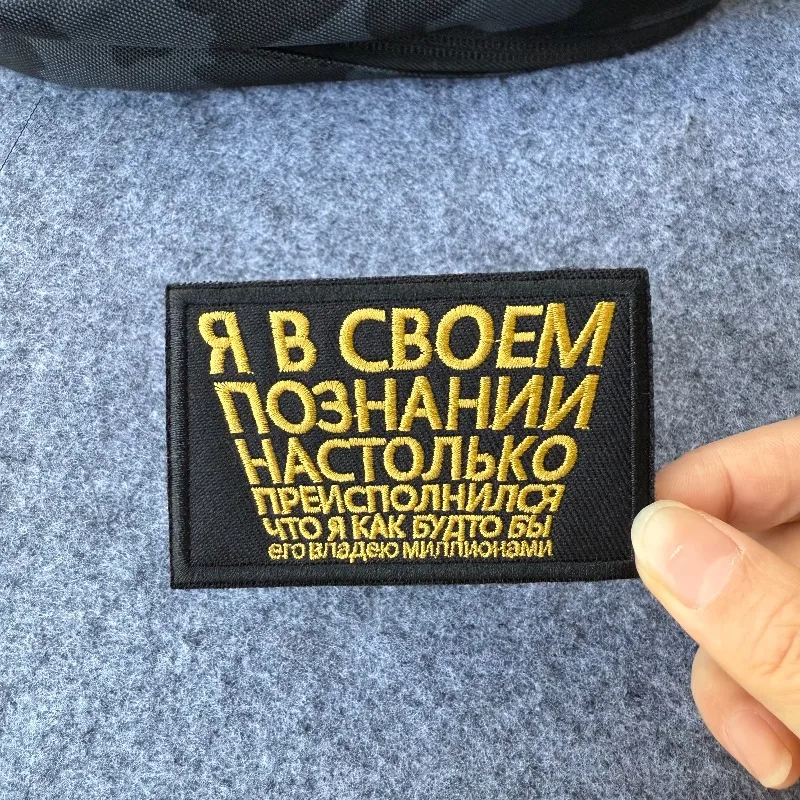 Я В СВОЕМ
ПОЗНАНИИ
НАСТОЛЬКО
ПРЕИСПОЛНИЛСЯ
ЧТО Я КАК БУДТО БЫ
его владею миллионами